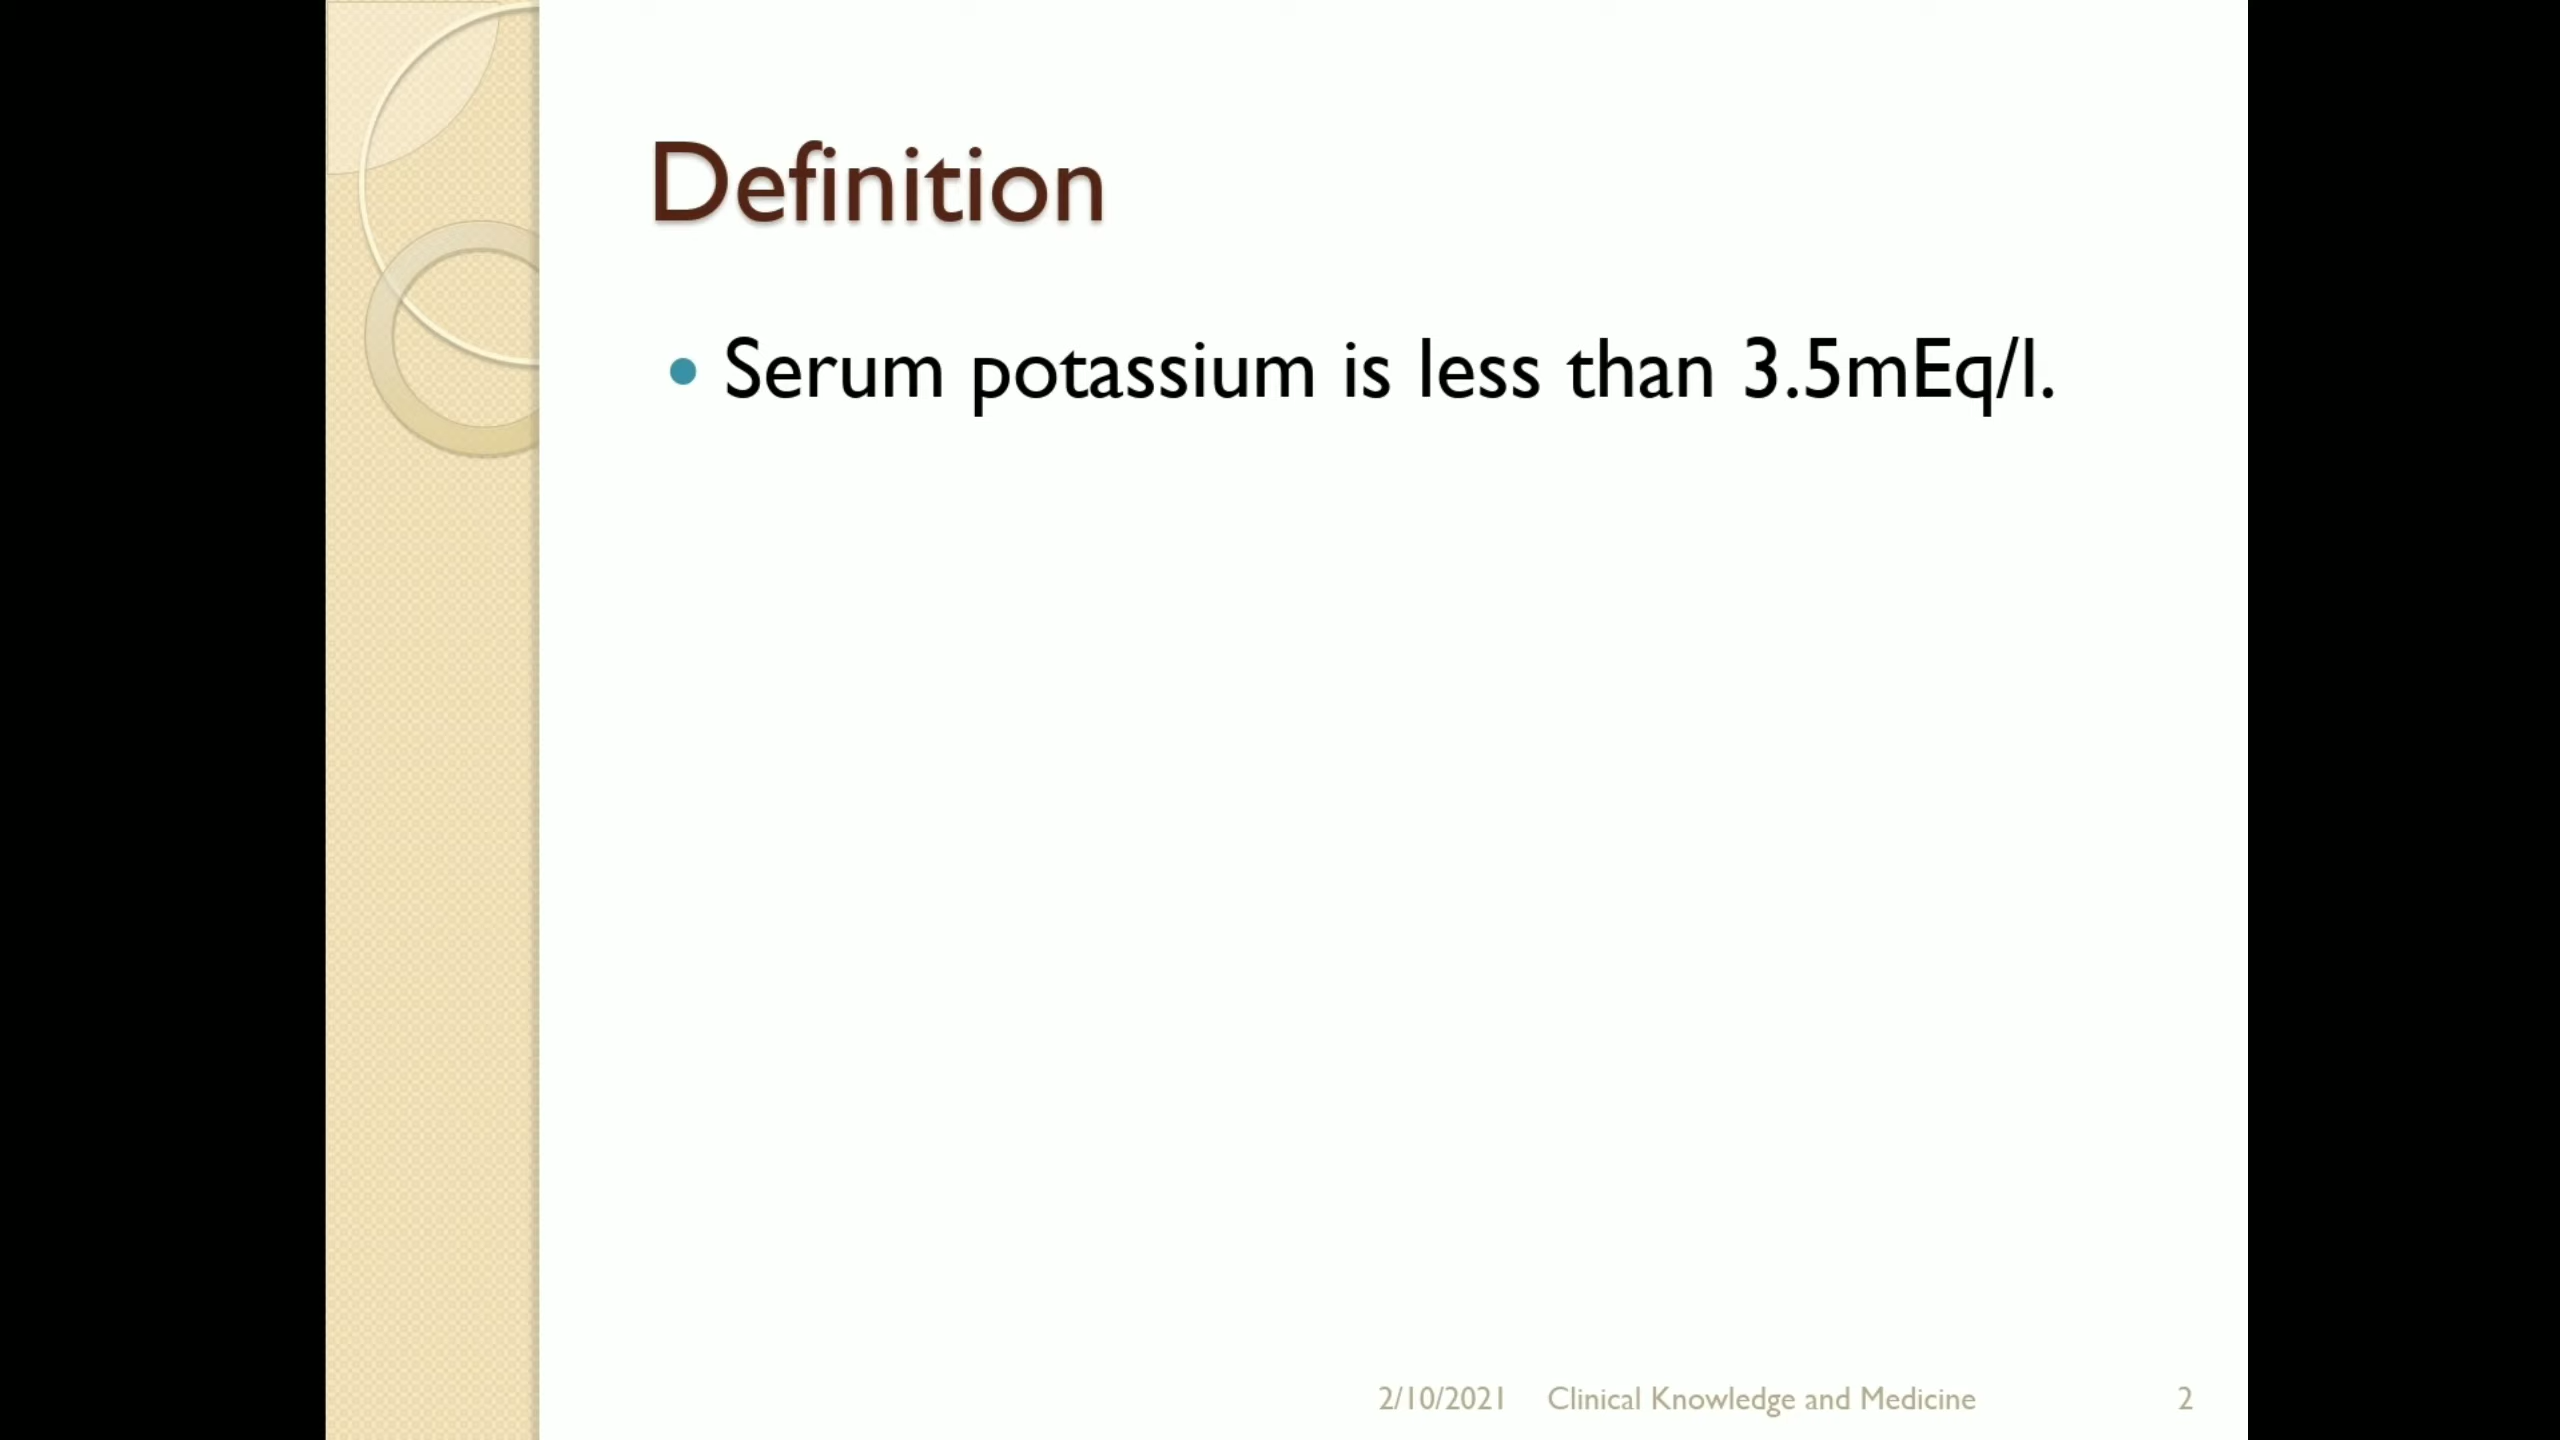 Definition
• Serum potassium is less than 3.5mEq/l.
2/10/2021 Clinical Knowledge and Medicine 2